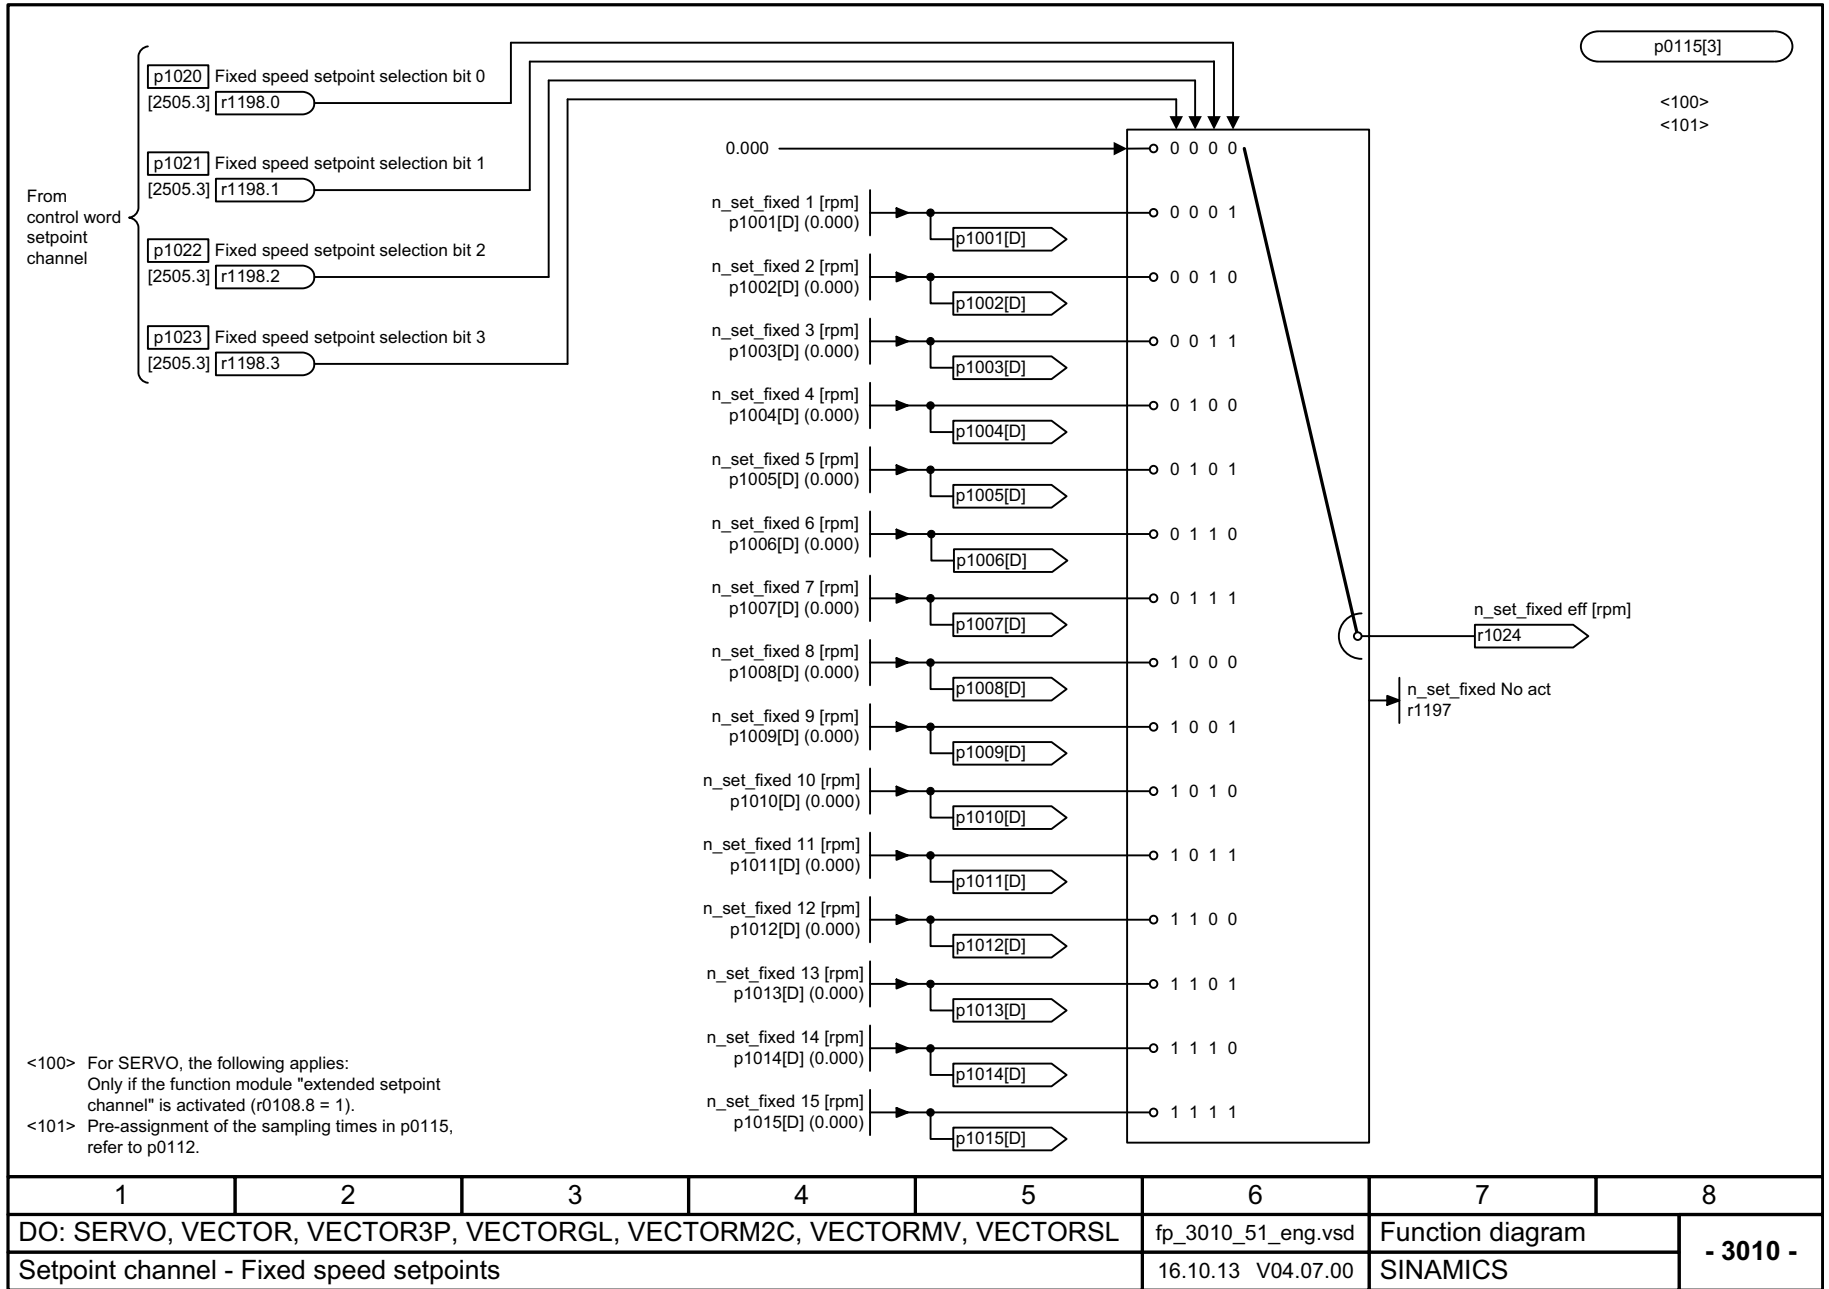 p0115[3]
<100>
<101>
From
control word
setpoint
channel
p1020 Fixed speed setpoint selection bit 0
[2505.3] r1198.0
p1021 Fixed speed setpoint selection bit 1
[2505.3] r1198.1
p1022 Fixed speed setpoint selection bit 2
[2505.3] r1198.2
p1023 Fixed speed setpoint selection bit 3
[2505.3] r1198.3
0.000
0 0 0 0
n_set_fixed 1 [rpm]
p1001[D] (0.000)
p1001[D]
0 0 0 1
n_set_fixed 2 [rpm]
p1002[D] (0.000)
p1002[D]
0 0 1 0
n_set_fixed 3 [rpm]
p1003[D] (0.000)
p1003[D]
0 0 1 1
n_set_fixed 4 [rpm]
p1004[D] (0.000)
p1004[D]
0 1 0 0
n_set_fixed 5 [rpm]
p1005[D] (0.000)
p1005[D]
0 1 0 1
n_set_fixed 6 [rpm]
p1006[D] (0.000)
p1006[D]
0 1 1 0
n_set_fixed 7 [rpm]
p1007[D] (0.000)
p1007[D]
0 1 1 1
n_set_fixed 8 [rpm]
p1008[D] (0.000)
p1008[D]
1 0 0 0
n_set_fixed 9 [rpm]
p1009[D] (0.000)
p1009[D]
1 0 0 1
n_set_fixed 10 [rpm]
p1010[D] (0.000)
p1010[D]
1 0 1 0
n_set_fixed 11 [rpm]
p1011[D] (0.000)
p1011[D]
1 0 1 1
n_set_fixed 12 [rpm]
p1012[D] (0.000)
p1012[D]
1 1 0 0
n_set_fixed 13 [rpm]
p1013[D] (0.000)
p1013[D]
1 1 0 1
n_set_fixed 14 [rpm]
p1014[D] (0.000)
p1014[D]
1 1 1 0
n_set_fixed 15 [rpm]
p1015[D] (0.000)
p1015[D]
1 1 1 1
n_set_fixed eff [rpm]
r1024
n_set_fixed No act
r1197
<100> For SERVO, the following applies:
Only if the function module "extended setpoint
channel" is activated (r0108.8 = 1).
<101> Pre-assignment of the sampling times in p0115,
refer to p0112.
1 2 3 4 5 6 7 8
DO: SERVO, VECTOR, VECTOR3P, VECTORGL, VECTORM2C, VECTORMV, VECTORSL fp_3010_51_eng.vsd Function diagram
- 3010 -
Setpoint channel - Fixed speed setpoints 16.10.13 V04.07.00 SINAMICS